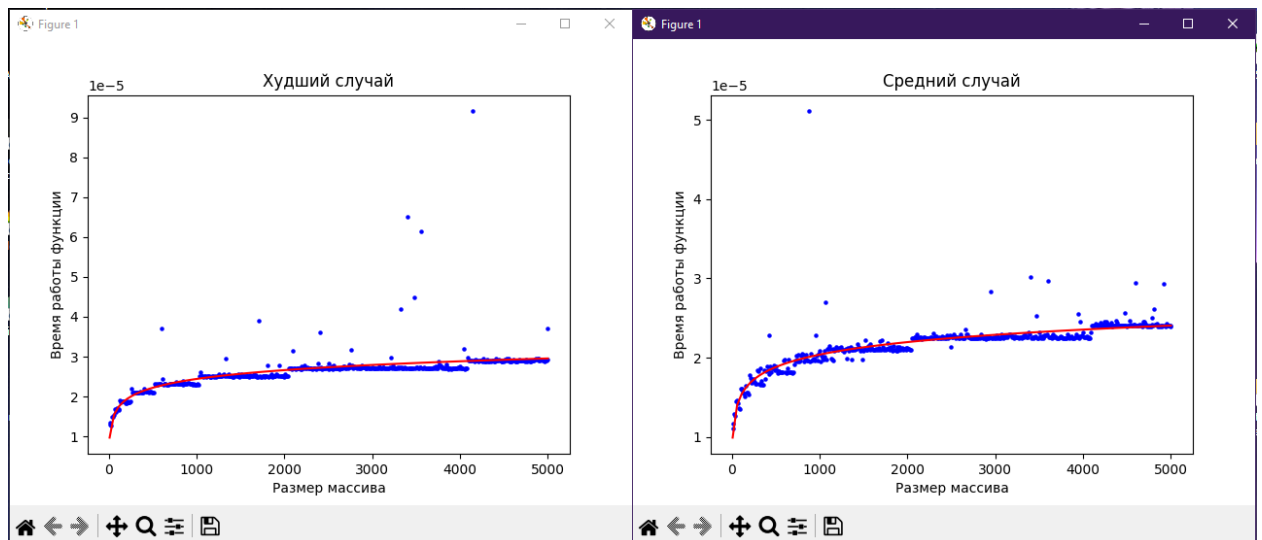 Figure 1
Худший случай
1e−5
9
8
7
6
5
4
3
2
1
Время работы функции
0 1000 2000 3000 4000 5000
Размер массива
Figure 1
Средний случай
1e−5
5
4
3
2
1
Время работы функции
0 1000 2000 3000 4000 5000
Размер массива